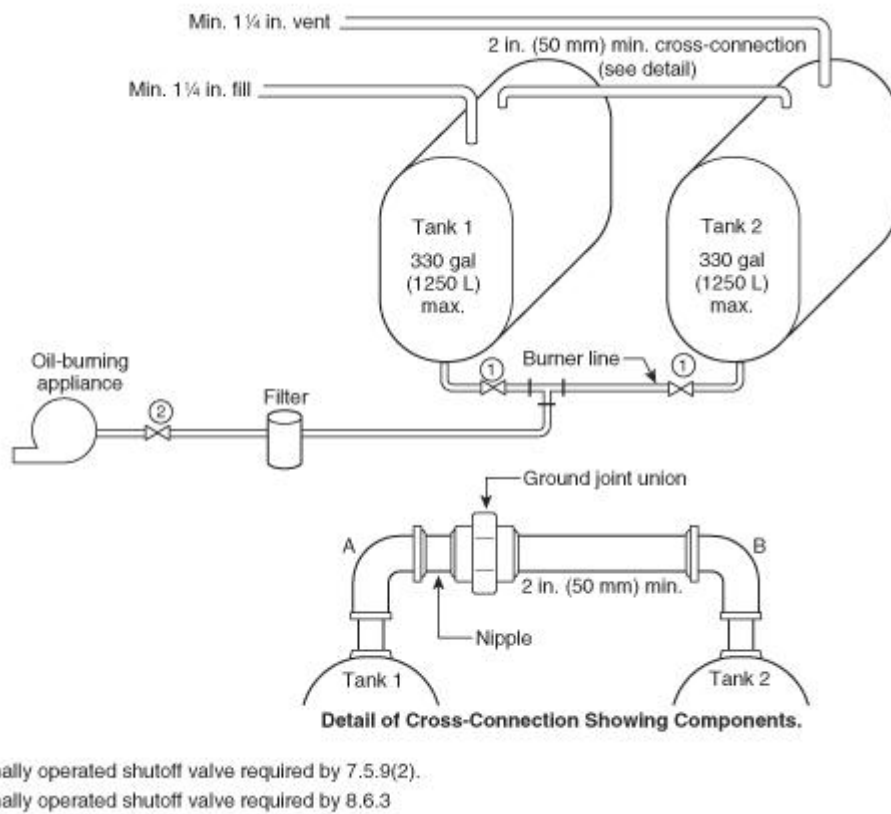 Min. 1¼ in. vent
2 in. (50 mm) min. cross-connection
(see detail)
Min. 1¼ in. fill
Tank 1
330 gal
(1250 L)
max.
Tank 2
330 gal
(1250 L)
max.
Oil-burning
appliance
Filter
Burner line
1
1
2
Ground joint union
A
B
2 in. (50 mm) min.
Nipple
Tank 1
Tank 2
Detail of Cross-Connection Showing Components.
operated shutoff valve required by 7.5.9(2).
operated shutoff valve required by 8.6.3